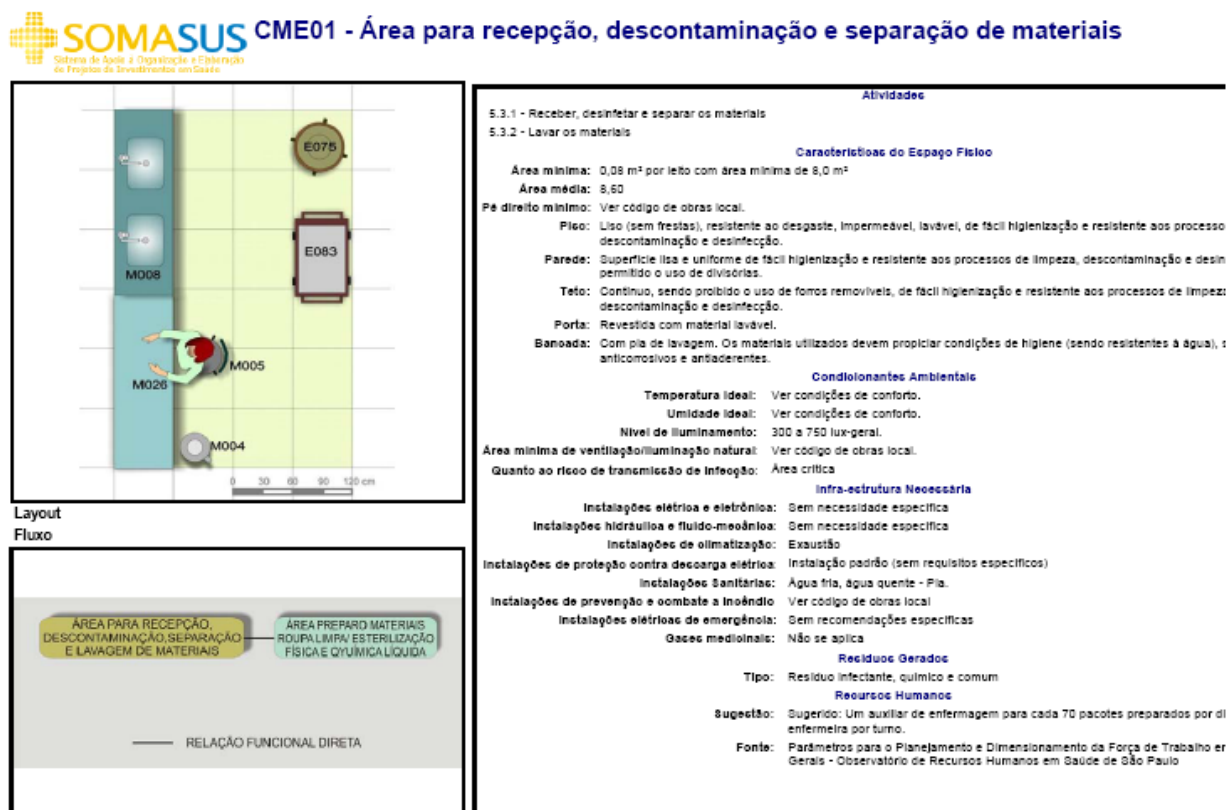 SOMASUS
Sistema de Apoio à Organização e Elaboração
de Projetos de Investimentos em Saúde
CME01 - Área para recepção, descontaminação e separação de materiais
E075
E083
M008
M005
M026
M004
0 30 60 90 120 cm
Layout
Fluxo
ÁREA PARA RECEPÇÃO,
DESCONTAMINAÇÃO,SEPARAÇÃO
E LAVAGEM DE MATERIAIS
ÁREA PREPARO MATERIAIS
ROUPA LIMPA/ ESTERILIZAÇÃO
FÍSICA E QYUÍMICA LÍQUIDA
RELAÇÃO FUNCIONAL DIRETA
Atividades
5.3.1 - Receber, desinfetar e separar os materiais
5.3.2 - Lavar os materiais
Características do Espaço Físico
Área mínima: 0,08 m² por leito com área mínima de 8,0 m²
Área média: 8,60
Pé direito mínimo: Ver código de obras local.
Piso: Liso (sem frestas), resistente ao desgaste, impermeável, lavável, de fácil higienização e resistente aos processo
descontaminação e desinfecção.
Parede: Superfície lisa e uniforme de fácil higienização e resistente aos processos de limpeza, descontaminação e desin
permitido o uso de divisórias.
Teto: Contínuo, sendo proibido o uso de forros removíveis, de fácil higienização e resistente aos processos de limpeza
descontaminação e desinfecção.
Porta: Revestida com material lavável.
Bancada: Com pia de lavagem. Os materiais utilizados devem propiciar condições de higiene (sendo resistentes à água), s
anticorrosivos e antiaderentes.
Condicionantes Ambientais
Temperatura ideal: Ver condições de conforto.
Umidade ideal: Ver condições de conforto.
Nível de iluminamento: 300 a 750 lux-geral.
Área mínima de ventilação/iluminação natural: Ver código de obras local.
Quanto ao risco de transmissão de infecção: Área crítica
Infra-estrutura Necessária
Instalações elétrica e eletrônica: Sem necessidade específica
Instalações hidráulica e fluido-mecânica: Sem necessidade específica
Instalações de climatização: Exaustão
Instalações de proteção contra descarga elétrica: Instalação padrão (sem requisitos específicos)
Instalações Sanitárias: Água fria, água quente - Pia.
Instalações de prevenção e combate a incêndio Ver código de obras local
Instalações elétricas de emergência: Sem recomendações específicas
Gases medicinais: Não se aplica
Resíduos Gerados
Tipo: Resíduo infectante, químico e comum
Recursos Humanos
Sugestão: Sugerido: Um auxiliar de enfermagem para cada 70 pacotes preparados por di
enfermeira por turno.
Fonte: Parâmetros para o Planejamento e Dimensionamento da Força de Trabalho em
Gerais - Observatório de Recursos Humanos em Saúde de São Paulo